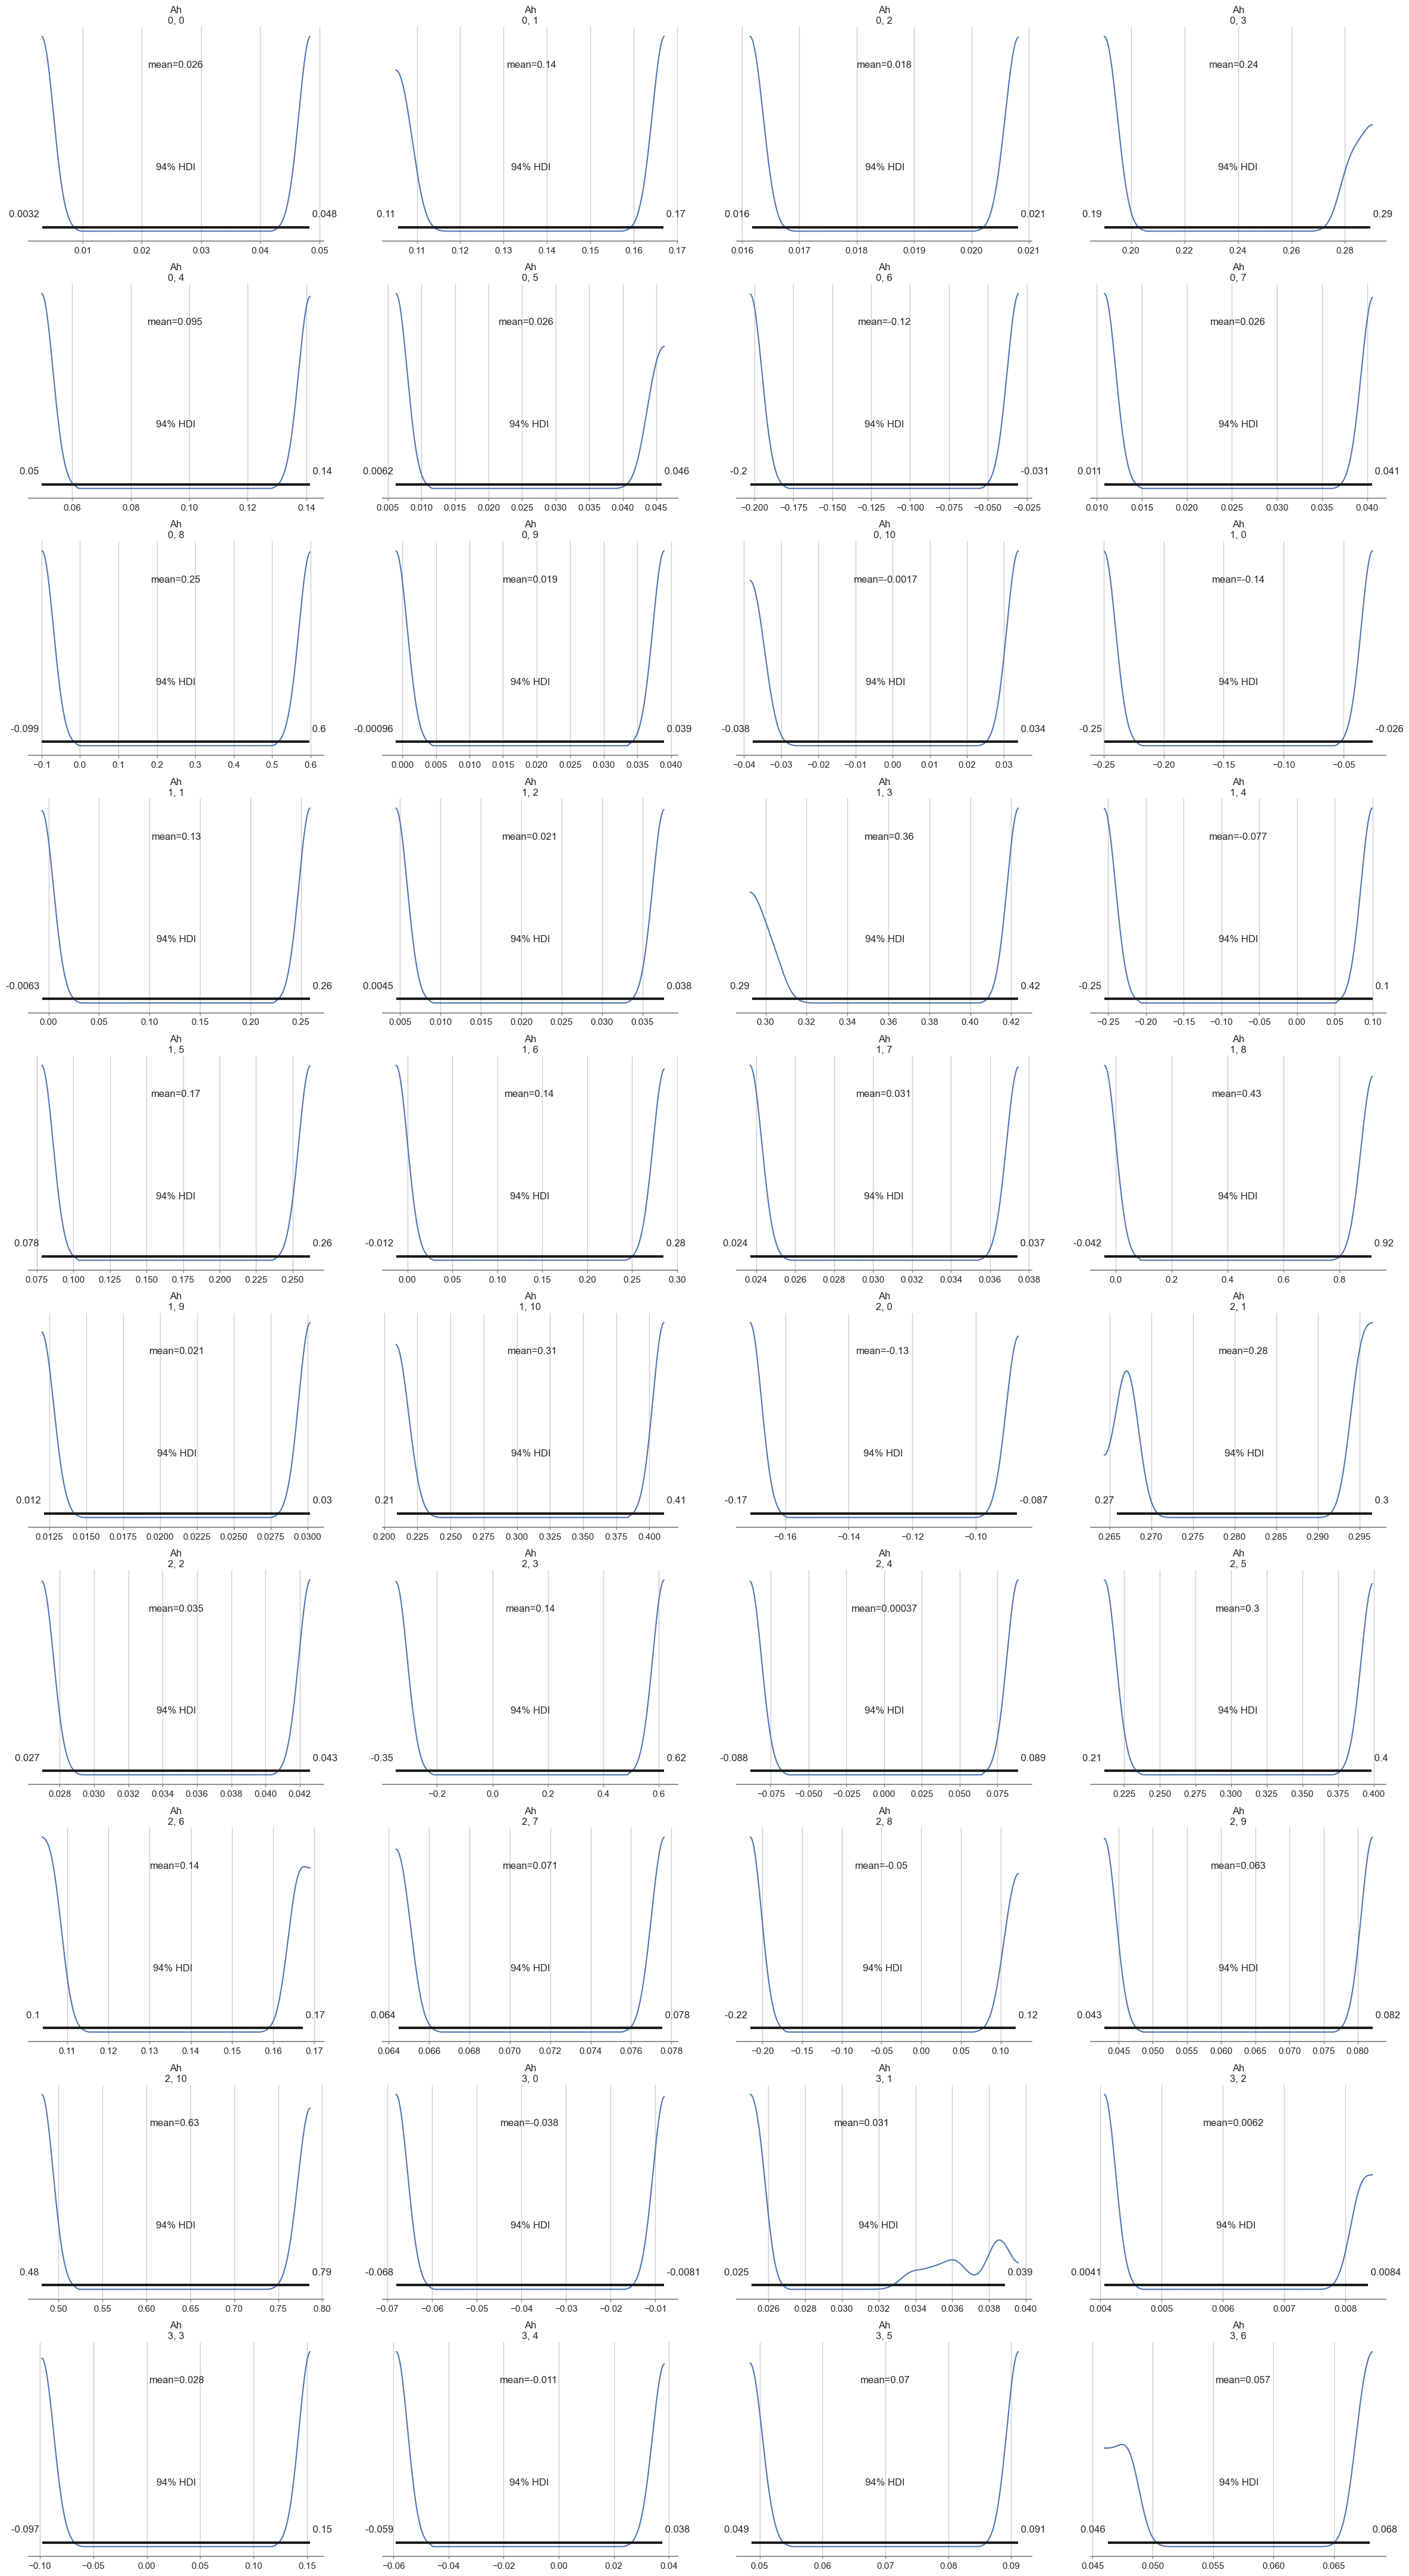 Ah
0, 0
mean=0.026
94% HDI
0.0032
0.048
0.01 0.02 0.03 0.04 0.05
Ah
0, 1
mean=0.14
94% HDI
0.11
0.17
0.11 0.12 0.13 0.14 0.15 0.16 0.17
Ah
0, 2
mean=0.018
94% HDI
0.016
0.021
0.016 0.017 0.018 0.019 0.020 0.021
Ah
0, 3
mean=0.24
94% HDI
0.19
0.29
0.20 0.22 0.24 0.26 0.28
Ah
0, 4
mean=0.095
94% HDI
0.05
0.14
0.06 0.08 0.10 0.12 0.14
Ah
0, 5
mean=0.026
94% HDI
0.0062
0.046
0.005 0.010 0.015 0.020 0.025 0.030 0.035 0.040 0.045
Ah
0, 6
mean=-0.12
94% HDI
-0.2
-0.031
−0.200 −0.175 −0.150 −0.125 −0.100 −0.075 −0.050 −0.025
Ah
0, 7
mean=0.026
94% HDI
0.011
0.041
0.010 0.015 0.020 0.025 0.030 0.035 0.040
Ah
0, 8
mean=0.25
94% HDI
-0.099
0.6
−0.1 0.0 0.1 0.2 0.3 0.4 0.5 0.6
Ah
0, 9
mean=0.019
94% HDI
-0.00096
0.039
0.000 0.005 0.010 0.015 0.020 0.025 0.030 0.035 0.040
Ah
0, 10
mean=-0.0017
94% HDI
-0.038
0.034
−0.04 −0.03 −0.02 −0.01 0.00 0.01 0.02 0.03
Ah
1, 0
mean=-0.14
94% HDI
-0.25
-0.026
−0.25 −0.20 −0.15 −0.10 −0.05
Ah
1, 1
mean=0.13
94% HDI
-0.0063
0.26
0.00 0.05 0.10 0.15 0.20 0.25
Ah
1, 2
mean=0.021
94% HDI
0.0045
0.038
0.005 0.010 0.015 0.020 0.025 0.030 0.035
Ah
1, 3
mean=0.36
94% HDI
0.29
0.42
0.30 0.32 0.34 0.36 0.38 0.40 0.42
Ah
1, 4
mean=-0.077
94% HDI
-0.25
0.1
−0.25 −0.20 −0.15 −0.10 −0.05 0.00 0.05 0.10
Ah
1, 5
mean=0.17
94% HDI
0.078
0.26
0.075 0.100 0.125 0.150 0.175 0.200 0.225 0.250
Ah
1, 6
mean=0.14
94% HDI
-0.012
0.28
0.00 0.05 0.10 0.15 0.20 0.25 0.30
Ah
1, 7
mean=0.031
94% HDI
0.024
0.037
0.024 0.026 0.028 0.030 0.032 0.034 0.036 0.038
Ah
1, 8
mean=0.43
94% HDI
-0.042
0.92
0.0 0.2 0.4 0.6 0.8
Ah
1, 9
mean=0.021
94% HDI
0.012
0.03
0.0125 0.0150 0.0175 0.0200 0.0225 0.0250 0.0275 0.0300
Ah
1, 10
mean=0.31
94% HDI
0.21
0.41
0.200 0.225 0.250 0.275 0.300 0.325 0.350 0.375 0.400
Ah
2, 0
mean=-0.13
94% HDI
-0.17
-0.087
−0.16 −0.14 −0.12 −0.10
Ah
2, 1
mean=0.28
94% HDI
0.27
0.3
0.265 0.270 0.275 0.280 0.285 0.290 0.295
Ah
2, 2
mean=0.035
94% HDI
0.027
0.043
0.028 0.030 0.032 0.034 0.036 0.038 0.040 0.042
Ah
2, 3
mean=0.14
94% HDI
-0.35
0.62
−0.2 0.0 0.2 0.4 0.6
Ah
2, 4
mean=0.00037
94% HDI
-0.088
0.089
−0.075 −0.050 −0.025 0.000 0.025 0.050 0.075
Ah
2, 5
mean=0.3
94% HDI
0.21
0.4
0.225 0.250 0.275 0.300 0.325 0.350 0.375 0.400
Ah
2, 6
mean=0.14
94% HDI
0.1
0.17
0.11 0.12 0.13 0.14 0.15 0.16 0.17
Ah
2, 7
mean=0.071
94% HDI
0.064
0.078
0.064 0.066 0.068 0.070 0.072 0.074 0.076 0.078
Ah
2, 8
mean=-0.05
94% HDI
-0.22
0.12
−0.20 −0.15 −0.10 −0.05 0.00 0.05 0.10
Ah
2, 9
mean=0.063
94% HDI
0.043
0.082
0.045 0.050 0.055 0.060 0.065 0.070 0.075 0.080
Ah
2, 10
mean=0.63
94% HDI
0.48
0.79
0.50 0.55 0.60 0.65 0.70 0.75 0.80
Ah
3, 0
mean=-0.038
94% HDI
-0.068
-0.0081
−0.07 −0.06 −0.05 −0.04 −0.03 −0.02 −0.01
Ah
3, 1
mean=0.031
94% HDI
0.025
0.039
0.026 0.028 0.030 0.032 0.034 0.036 0.038 0.040
Ah
3, 2
mean=0.0062
94% HDI
0.0041
0.0084
0.004 0.005 0.006 0.007 0.008
Ah
3, 3
mean=0.028
94% HDI
-0.097
0.15
−0.10 −0.05 0.00 0.05 0.10 0.15
Ah
3, 4
mean=-0.011
94% HDI
-0.059
0.038
−0.06 −0.04 −0.02 0.00 0.02 0.04
Ah
3, 5
mean=0.07
94% HDI
0.049
0.091
0.05 0.06 0.07 0.08 0.09
Ah
3, 6
mean=0.057
94% HDI
0.046
0.068
0.045 0.050 0.055 0.060 0.065